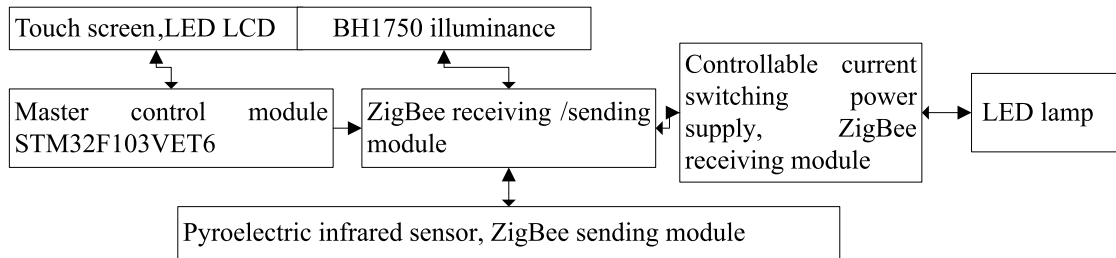 Touch screen,LED LCD
BH1750 illuminance
Master control module
STM32F103VET6
ZigBee receiving /sending
module
Controllable current
switching power
supply, ZigBee
receiving module
LED lamp
Pyroelectric infrared sensor, ZigBee sending module